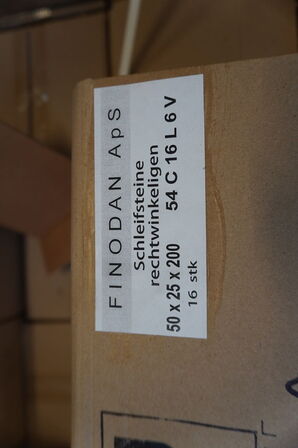 FINODAN ApS
Schleifsteine
rechtwinkeligen
50 x 25 x 200 54 C 16 L 6 V
16 stk